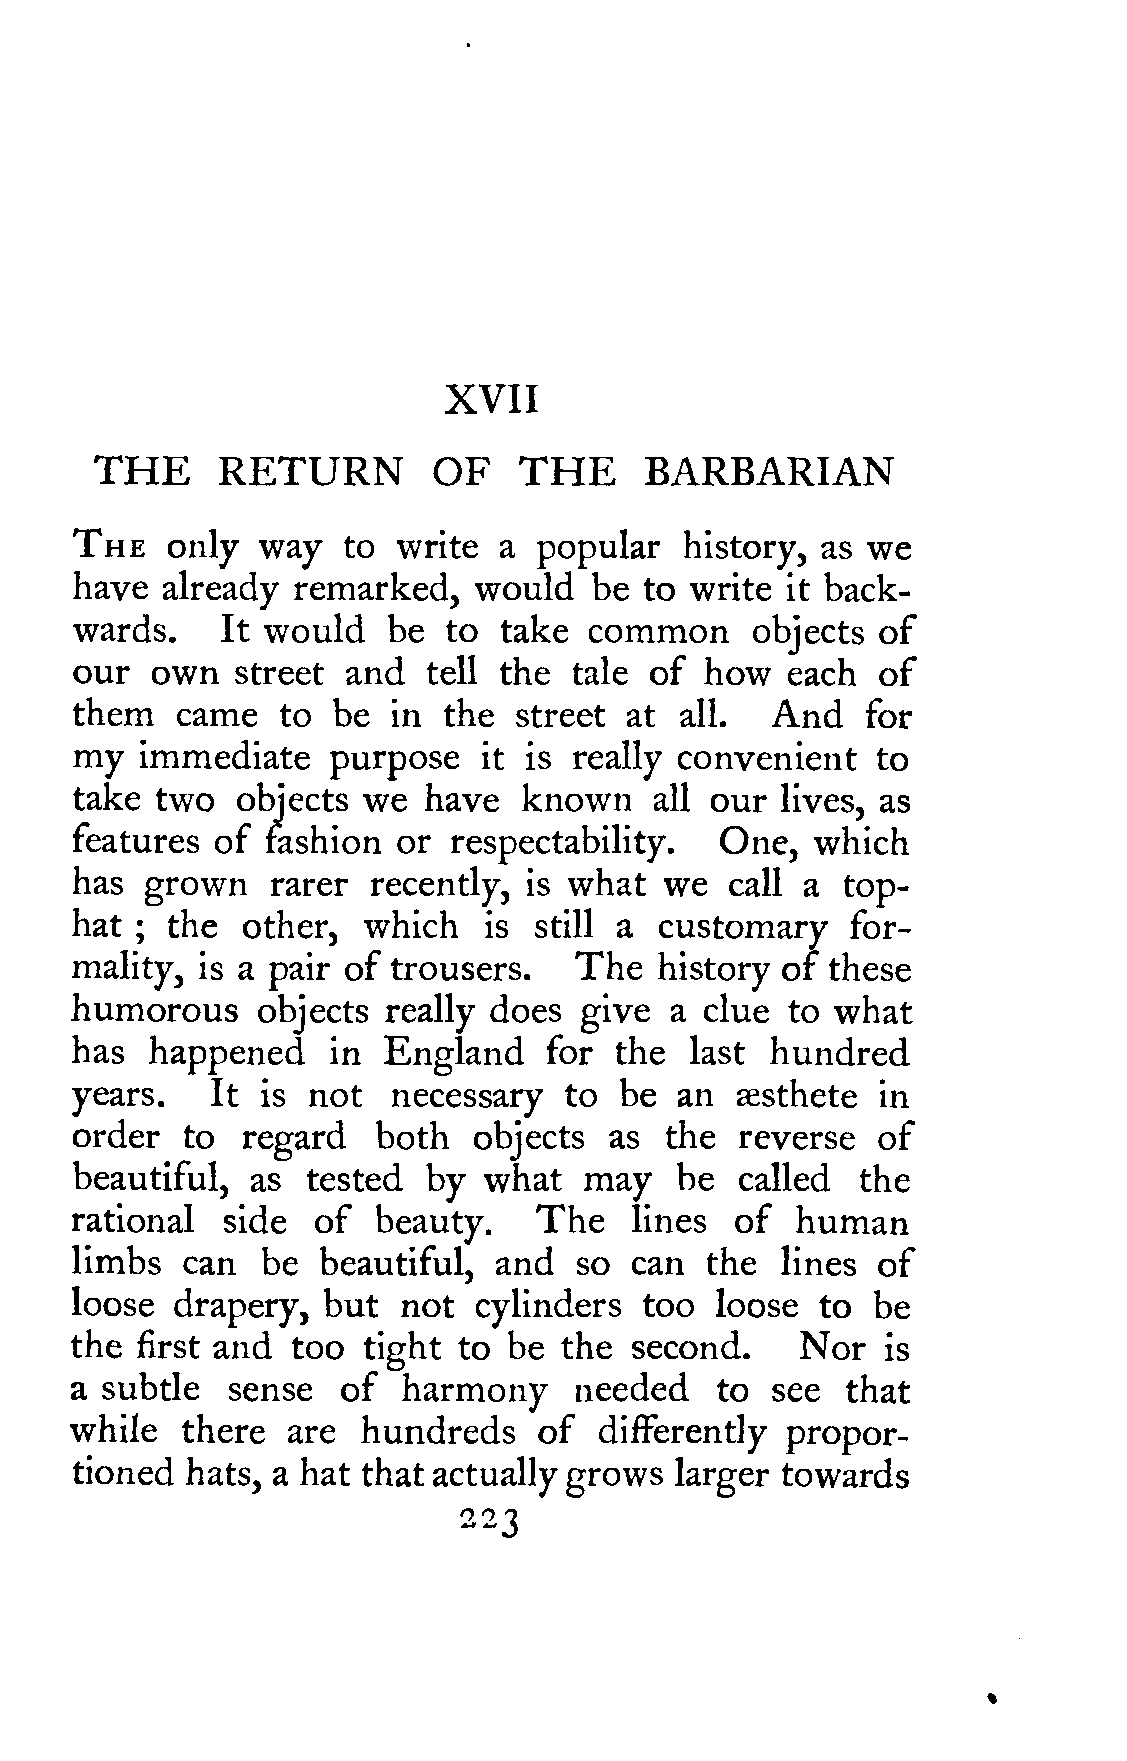 XVII
THE RETURN OF THE BARBARIAN
THE only way to write a popular history, as we
have already remarked, would be to write it back-
wards. It would be to take common objects of
our own street and tell the tale of how each of
them came to be in the street at all. And for
my immediate purpose it is really convenient to
take two objects we have known all our lives, as
features of fashion or respectability. One, which
has grown rarer recently, is what we call a top-
hat ; the other, which is still a customary for-
mality, is a pair of trousers. The history of these
humorous objects really does give a clue to what
has happened in England for the last hundred
years. It is not necessary to be an æsthete in
order to regard both objects as the reverse of
beautiful, as tested by what may be called the
rational side of beauty. The lines of human
limbs can be beautiful, and so can the lines of
loose drapery, but not cylinders too loose to be
the first and too tight to be the second. Nor is
a subtle sense of harmony needed to see that
while there are hundreds of differently propor-
tioned hats, a hat that actually grows larger towards
223